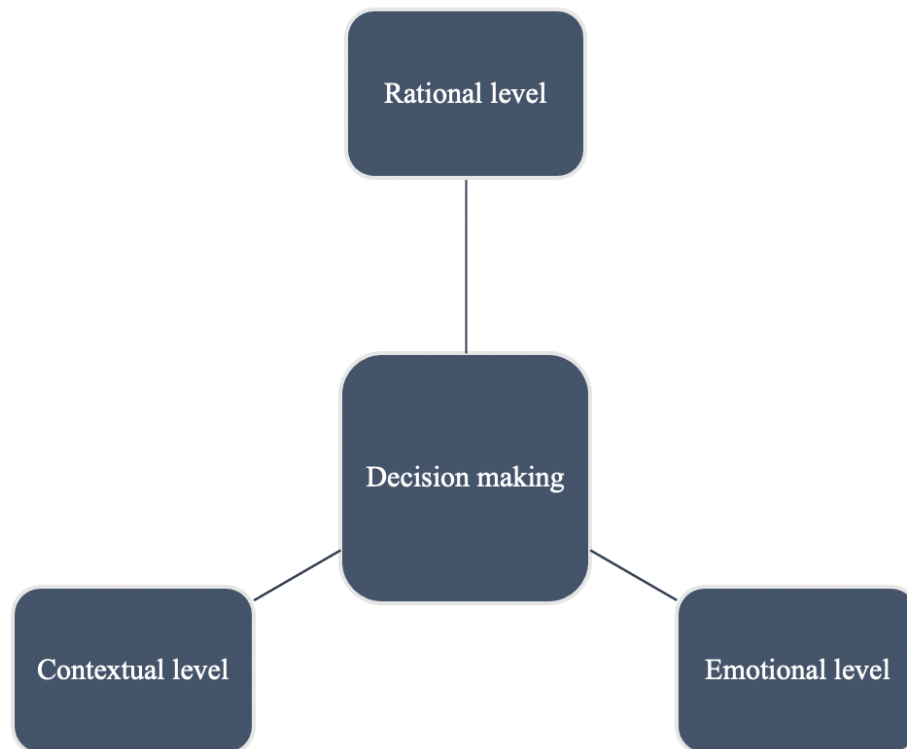 Rational level
Decision making
Contextual level
Emotional level